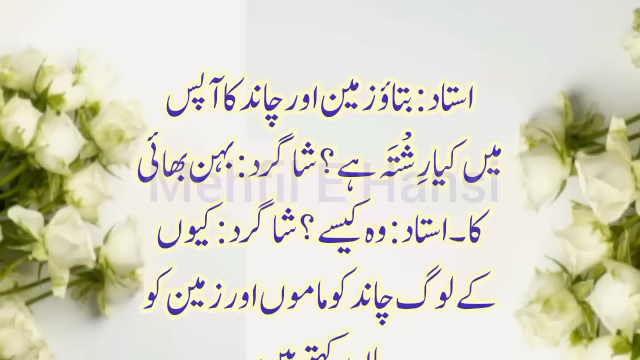 استاد: بتاؤ زمین اور چاند کا آپس
میں کیا رِشْتَہ ہے؟ شاگرد: بہن بھائی
Mehfil E Hansi
کا۔ استاد: وہ کیسے؟ شاگرد: کیوں
کے لوگ چاند کو ماموں اور زمین کو